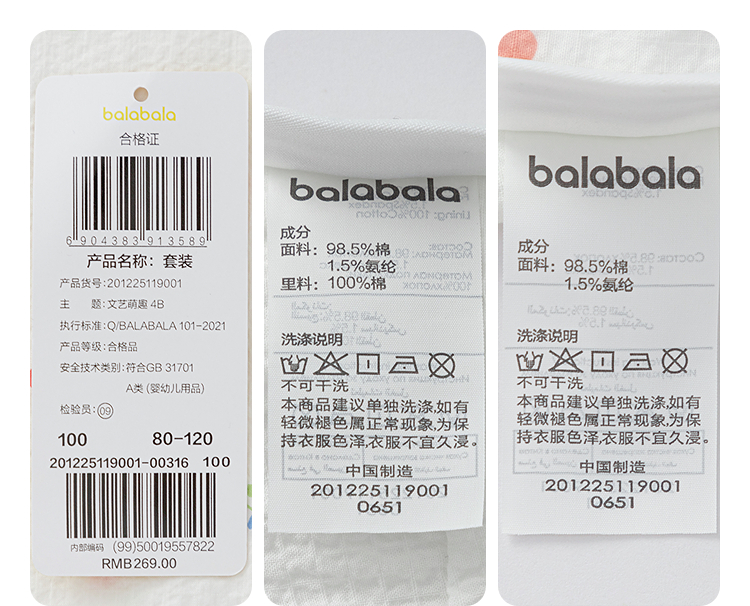 balabala
合格证
6904383913589
产品名称：套装
产品货号:201225119001
主 题:文艺萌趣 4B
执行标准:Q/BALABALA 101-2021
产品等级:合格品
安全技术类别:符合GB 31701
A类 (婴幼儿用品)
检验员:09
100 80-120
201225119001-00316 100
内部编码 (99)50019557822
RMB269.00
balabala
成分
面料：98.5%棉
1.5%氨纶
里料：100%棉
洗涤说明
不可干洗
本商品建议单独洗涤,如有
轻微褪色属正常现象,为保
持衣服色泽,衣服不宜久浸。
中国制造
201225119001
0651
balabala
成分
面料：98.5%棉
1.5%氨纶
洗涤说明
不可干洗
本商品建议单独洗涤,如有
轻微褪色属正常现象,为保
持衣服色泽,衣服不宜久浸。
中国制造
201225119001
0651